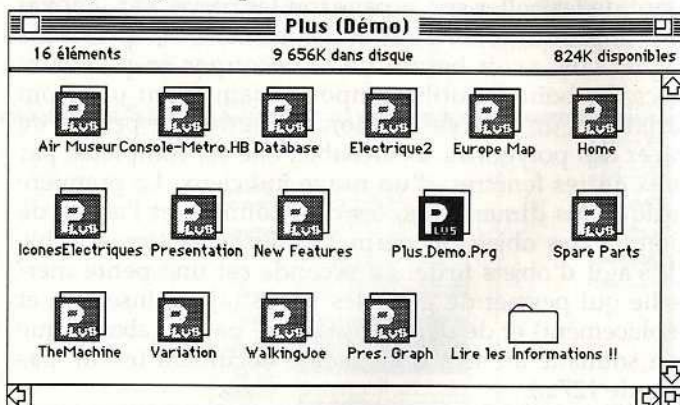 Plus (Démo)
16 éléments 9 656K dans disque 824K disponibles
Air Museur Console-Metro.HB Database Electrique2 Europe Map Home
IconesElectriques Presentation New Features Plus.Demo.Prg Spare Parts
TheMachine Variation WalkingJoe Pres. Graph Lire les Informations !!